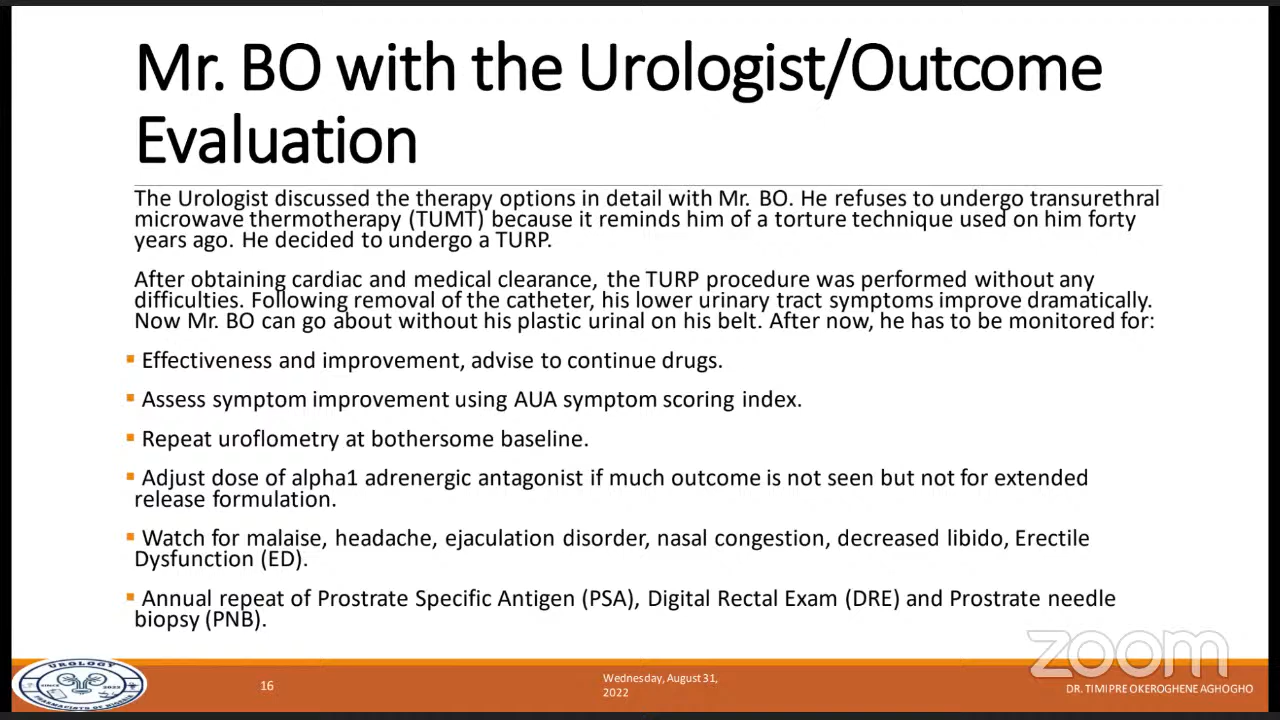 Mr. BO with the Urologist/Outcome
Evaluation
The Urologist discussed the therapy options in detail with Mr. BO. He refuses to undergo transurethral
microwave thermotherapy (TUMT) because it reminds him of a torture technique used on him forty
years ago. He decided to undergo a TURP.
After obtaining cardiac and medical clearance, the TURP procedure was performed without any
difficulties. Following removal of the catheter, his lower urinary tract symptoms improve dramatically.
Now Mr. BO can go about without his plastic urinal on his belt. After now, he has to be monitored for:
▪ Effectiveness and improvement, advise to continue drugs.
▪ Assess symptom improvement using AUA symptom scoring index.
▪ Repeat uroflometry at bothersome baseline.
▪ Adjust dose of alpha1 adrenergic antagonist if much outcome is not seen but not for extended
release formulation.
▪ Watch for malaise, headache, ejaculation disorder, nasal congestion, decreased libido, Erectile
Dysfunction (ED).
▪ Annual repeat of Prostrate Specific Antigen (PSA), Digital Rectal Exam (DRE) and Prostrate needle
biopsy (PNB).
zoom
UROLOGY
16
Wednesday, August 31,
2022
DR. TIMIPRE OKEROGHENE AGHOGHO